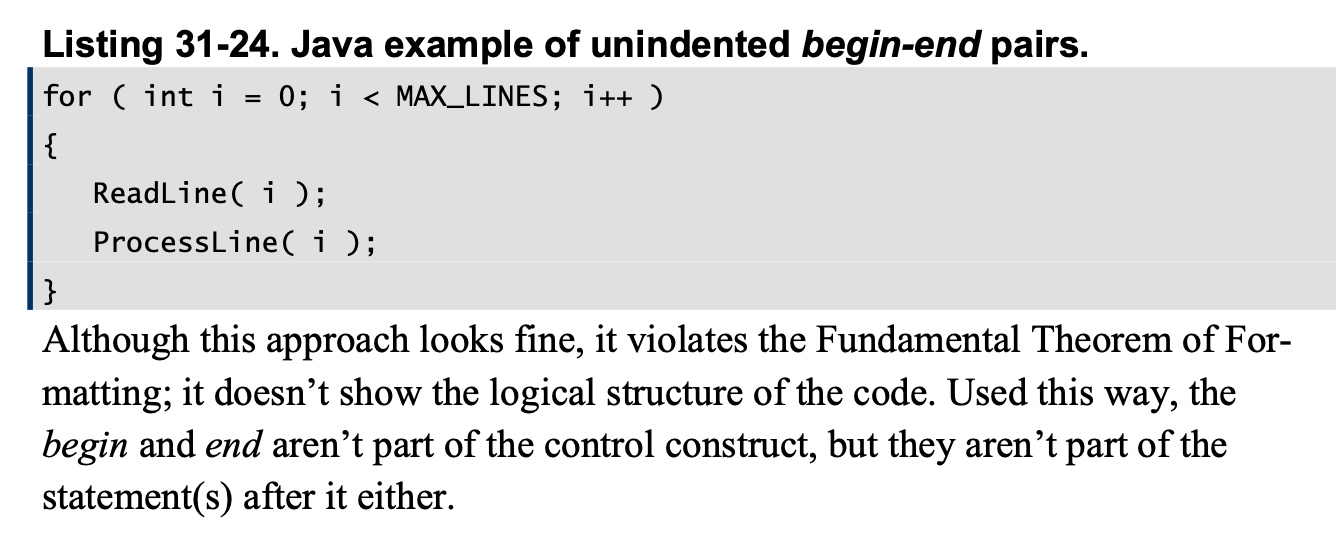 Listing 31-24. Java example of unindented begin-end pairs.
for ( int i = 0; i < MAX_LINES; i++ )
{
   ReadLine( i );
   ProcessLine( i );
}
Although this approach looks fine, it violates the Fundamental Theorem of For-
matting; it doesn’t show the logical structure of the code. Used this way, the
begin and end aren’t part of the control construct, but they aren’t part of the
statement(s) after it either.